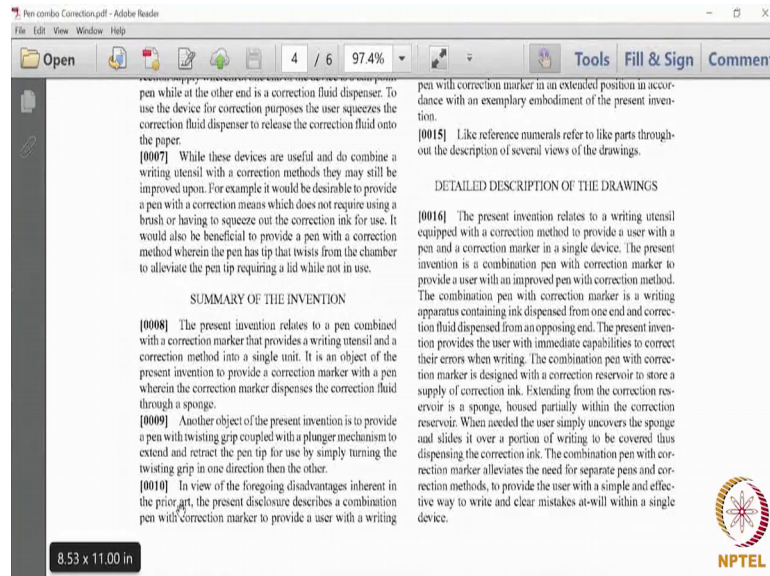 Pen combo Correction.pdf - Adobe Reader
File Edit View Window Help
Open
4 / 6
97.4%
Tools
Fill & Sign
Commen
pen while at the other end is a correction fluid dispenser. To
use the device for correction purposes the user squeezes the
correction fluid dispenser to release the correction fluid onto
the paper.
[0007] While these devices are useful and do combine a
writing utensil with a correction methods they may still be
improved upon. For example it would be desirable to provide
a pen with a correction means which does not require using a
brush or having to squeeze out the correction ink for use. It
would also be beneficial to provide a pen with a correction
method wherein the pen has tip that twists from the chamber
to alleviate the pen tip requiring a lid while not in use.
SUMMARY OF THE INVENTION
[0008] The present invention relates to a pen combined
with a correction marker that provides a writing utensil and a
correction method into a single unit. It is an object of the
present invention to provide a correction marker with a pen
wherein the correction marker dispenses the correction fluid
through a sponge.
[0009] Another object of the present invention is to provide
a pen with twisting grip coupled with a plunger mechanism to
extend and retract the pen tip for use by simply turning the
twisting grip in one direction then the other.
[0010] In view of the foregoing disadvantages inherent in
the prior art, the present disclosure describes a combination
pen with correction marker to provide a user with a writing
pen with correction marker in an extended position in accor-
dance with an exemplary embodiment of the present inven-
tion.
[0015] Like reference numerals refer to like parts through-
out the description of several views of the drawings.
DETAILED DESCRIPTION OF THE DRAWINGS
[0016] The present invention relates to a writing utensil
equipped with a correction method to provide a user with a
pen and a correction marker in a single device. The present
invention is a combination pen with correction marker to
provide a user with an improved pen with correction method.
The combination pen with correction marker is a writing
apparatus containing ink dispensed from one end and correc-
tion fluid dispensed from an opposing end. The present inven-
tion provides the user with immediate capabilities to correct
their errors when writing. The combination pen with correc-
tion marker is designed with a correction reservoir to store a
supply of correction ink. Extending from the correction res-
ervoir is a sponge, housed partially within the correction
reservoir. When needed the user simply uncovers the sponge
and slides it over a portion of writing to be covered thus
dispensing the correction ink. The combination pen with cor-
rection marker alleviates the need for separate pens and cor-
rection methods, to provide the user with a simple and effec-
tive way to write and clear mistakes at-will within a single
device.
8.53 x 11.00 in
NPTEL